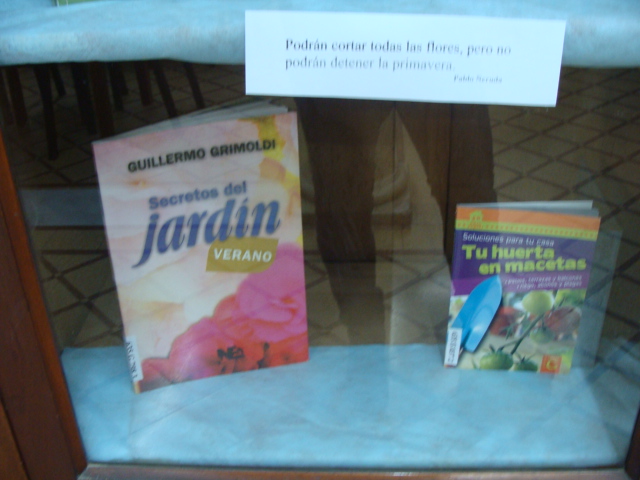 Podrán cortar todas las flores, pero no
podrán detener la primavera.
Pablo Neruda
GUILLERMO GRIMOLDI
Secretos del
jardín
VERANO
Soluciones para tu casa
Tu huerta
en macetas